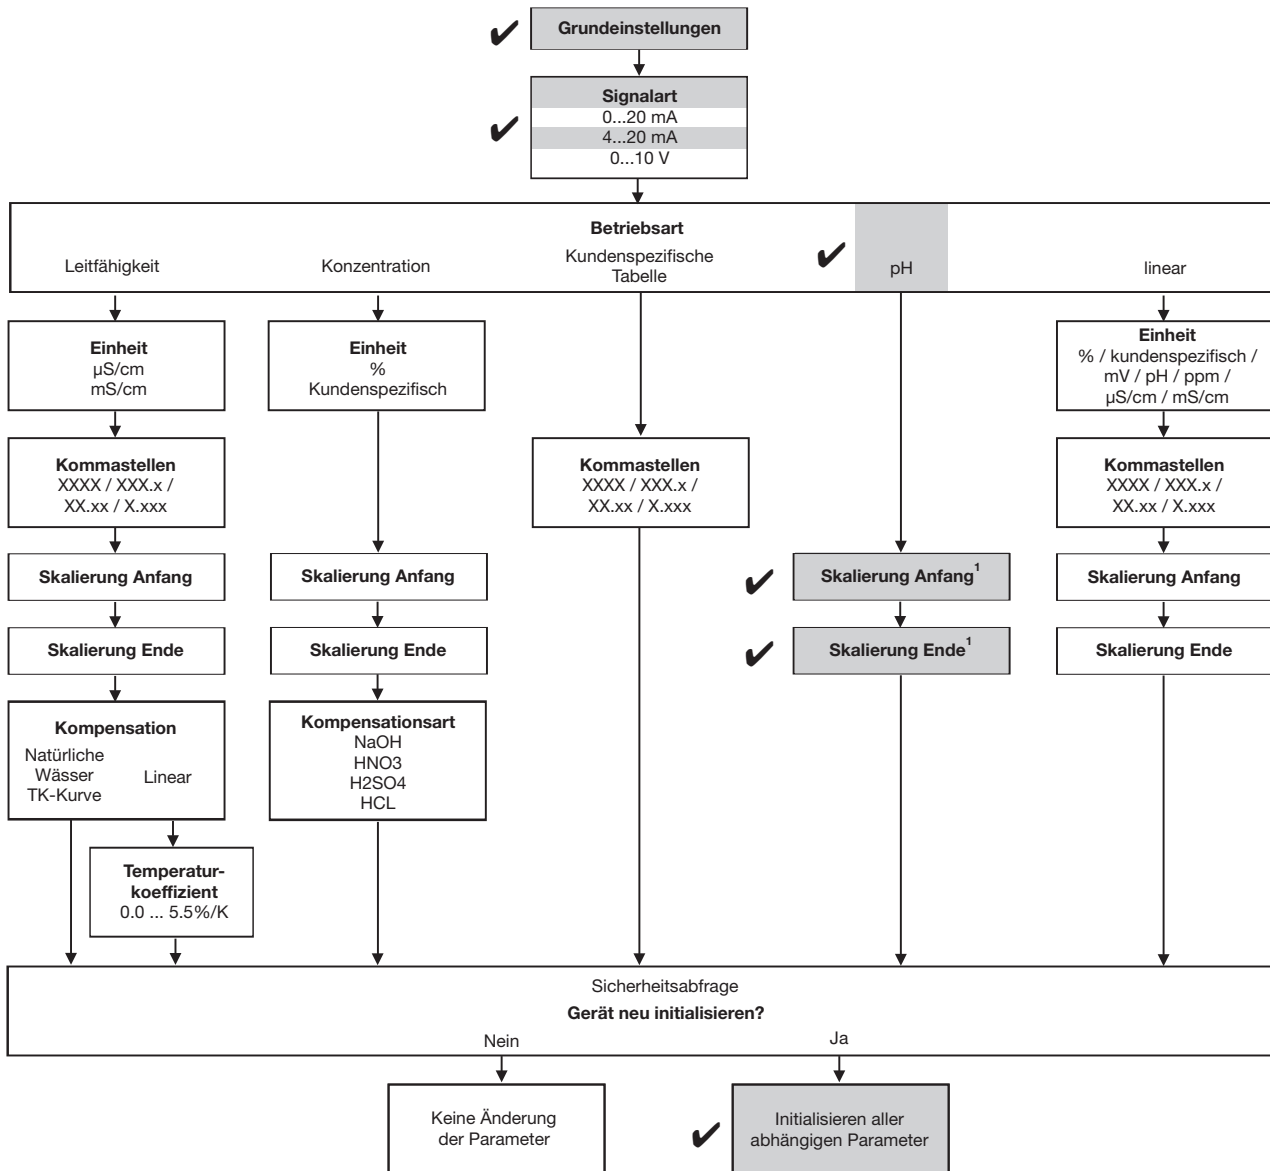 Grundeinstellungen
Signalart
0...20 mA
4...20 mA
0...10 V
Betriebsart
Leitfähigkeit
Konzentration
Kundenspezifische
Tabelle
pH
linear
Einheit
µS/cm
mS/cm
Einheit
%
Kundenspezifisch
Einheit
% / kundenspezifisch /
mV / pH / ppm /
µS/cm / mS/cm
Kommastellen
XXXX / XXX.x /
XX.xx / X.xxx
Kommastellen
XXXX / XXX.x /
XX.xx / X.xxx
Kommastellen
XXXX / XXX.x /
XX.xx / X.xxx
Skalierung Anfang
Skalierung Anfang
Skalierung Anfang¹
Skalierung Anfang
Skalierung Ende
Skalierung Ende
Skalierung Ende¹
Skalierung Ende
Kompensation
Natürliche
Wässer
TK-Kurve
Linear
Kompensationsart
NaOH
HNO3
H2SO4
HCL
Temperatur-
koeffizient
0.0 ... 5.5%/K
Sicherheitsabfrage
Gerät neu initialisieren?
Nein
Ja
Keine Änderung
der Parameter
Initialisieren aller
abhängigen Parameter